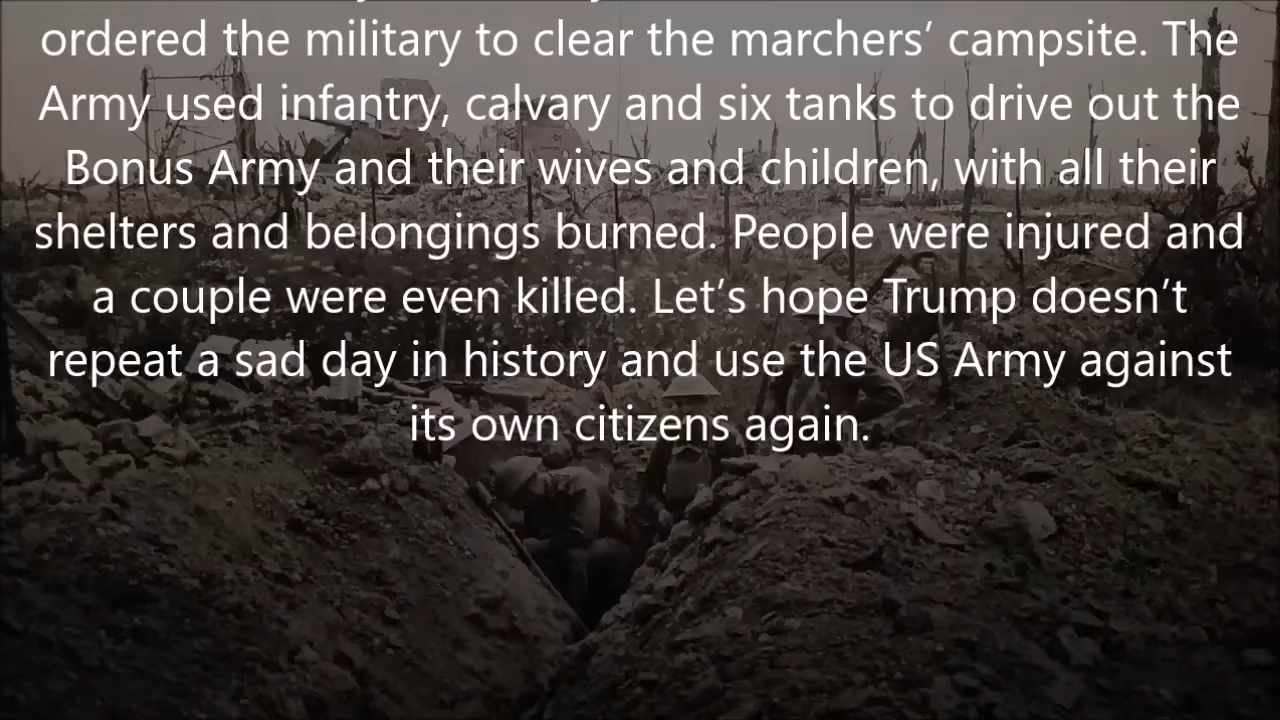 ordered the military to clear the marchers’ campsite. The
Army used infantry, calvary and six tanks to drive out the
Bonus Army and their wives and children, with all their
shelters and belongings burned. People were injured and
a couple were even killed. Let’s hope Trump doesn’t
repeat a sad day in history and use the US Army against
its own citizens again.